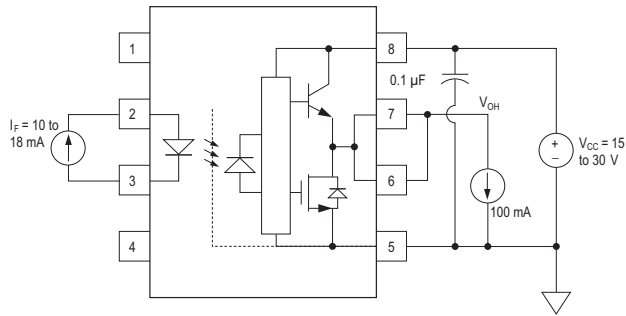 1
8
0.1 µF
I_F = 10 to
18 mA
2
7
V_OH
3
6
+
–
V_CC = 15
to 30 V
100 mA
4
5